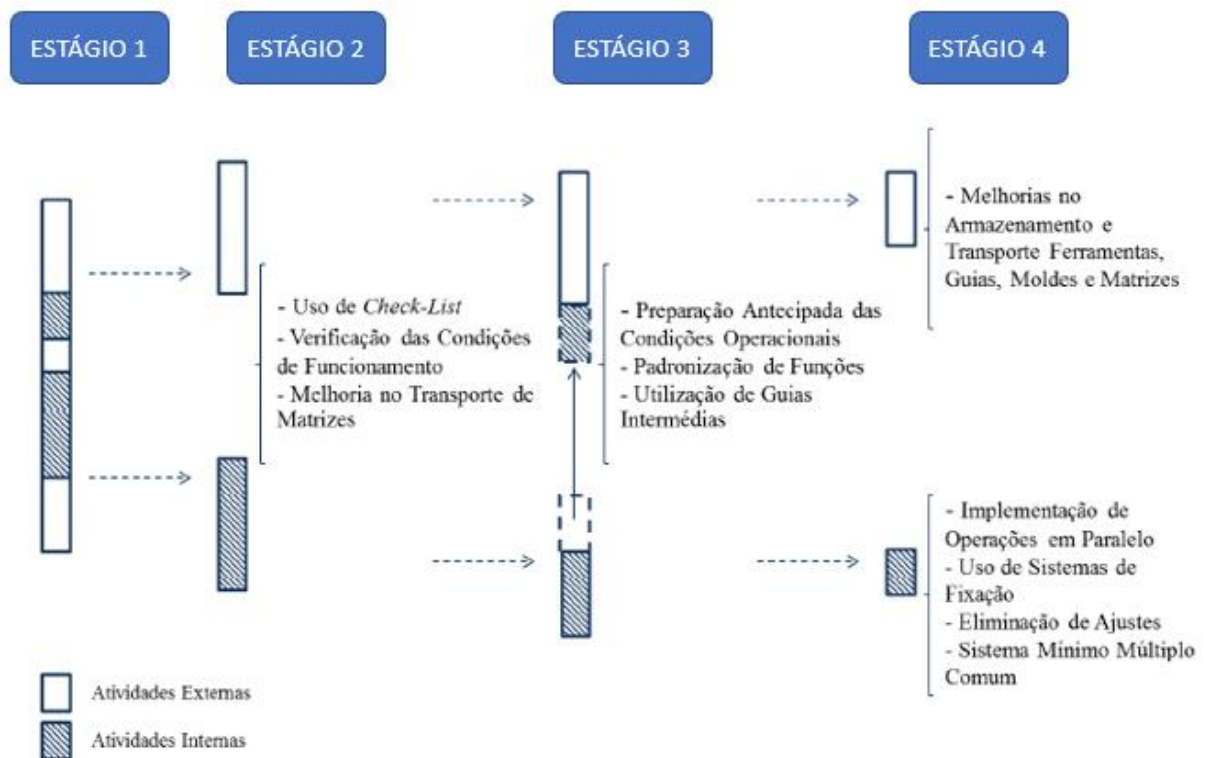 ESTÁGIO 1
ESTÁGIO 2
ESTÁGIO 3
ESTÁGIO 4
- Uso de Check-List
- Verificação das Condições
de Funcionamento
- Melhoria no Transporte de
Matrizes
- Preparação Antecipada das
Condições Operacionais
- Padronização de Funções
- Utilização de Guias
Intermédias
- Melhorias no
Armazenamento e
Transporte Ferramentas,
Guias, Moldes e Matrizes
- Implementação de
Operações em Paralelo
- Uso de Sistemas de
Fixação
- Eliminação de Ajustes
- Sistema Mínimo Múltiplo
Comum
Atividades Externas
Atividades Internas